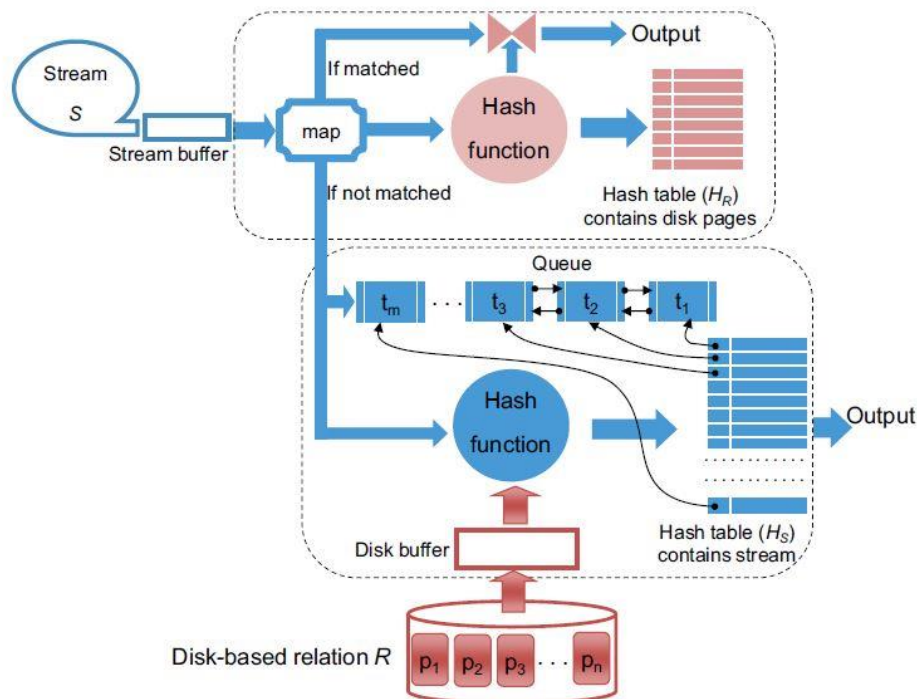 Stream
S
Stream buffer
map
If matched
If not matched
Hash
function
Output
Hash table (HR)
contains disk pages
Queue
tm
. . .
t3
t2
t1
Hash
function
Output
Hash table (HS)
contains stream
Disk buffer
Disk-based relation R
p1
p2
p3
. . .
pn